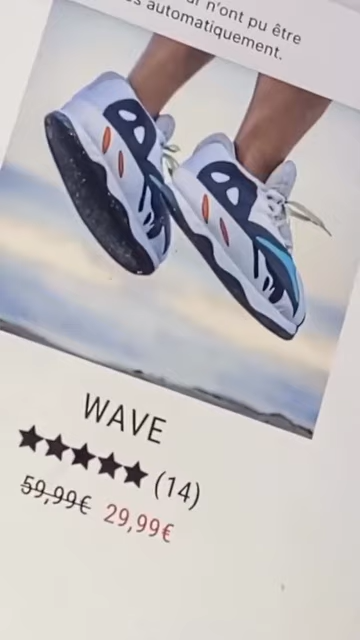 n'ont pu être
automatiquement.
WAVE
★★★★★ (14)
59,99€ 29,99€